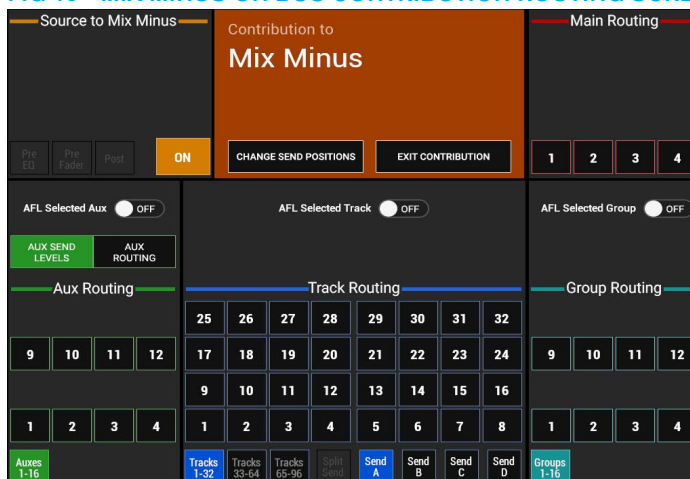 Source to Mix Minus
Contribution to
Mix Minus
Main Routing
Pre EQ
Pre Fader
Post
ON
CHANGE SEND POSITIONS
EXIT CONTRIBUTION
1 2 3 4
AFL Selected Aux OFF
AFL Selected Track OFF
AFL Selected Group OFF
AUX SEND LEVELS
AUX ROUTING
Aux Routing
Track Routing
Group Routing
25 26 27 28 29 30 31 32
9 10 11 12
17 18 19 20 21 22 23 24
9 10 11 12
9 10 11 12 13 14 15 16
1 2 3 4
1 2 3 4 5 6 7 8
1 2 3 4
Auxes 1-16
Tracks 1-32
Tracks 33-64
Tracks 65-96
Split Send
Send A
Send B
Send C
Send D
Groups 1-16